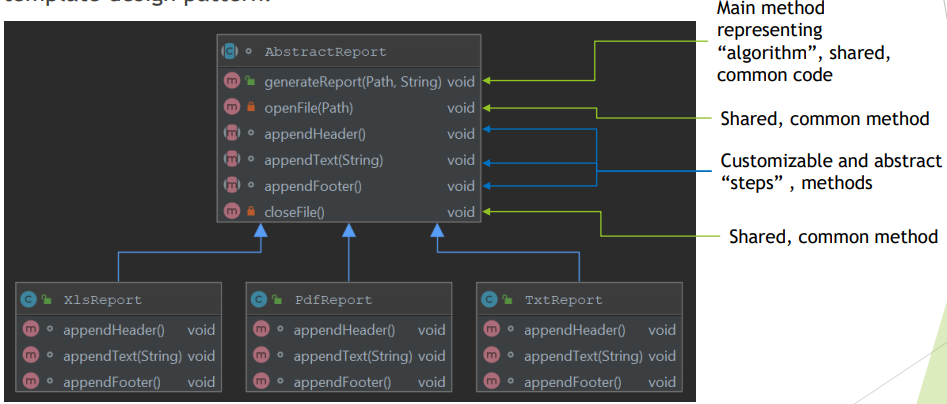 template design pattern.
AbstractReport
generateReport(Path, String) void
openFile(Path) void
appendHeader() void
appendText(String) void
appendFooter() void
closeFile() void
Main method
representing
“algorithm”, shared,
common code
Shared, common method
Customizable and abstract
“steps” , methods
Shared, common method
XlsReport
appendHeader() void
appendText(String) void
appendFooter() void
PdfReport
appendHeader() void
appendText(String) void
appendFooter() void
TxtReport
appendHeader() void
appendText(String) void
appendFooter() void